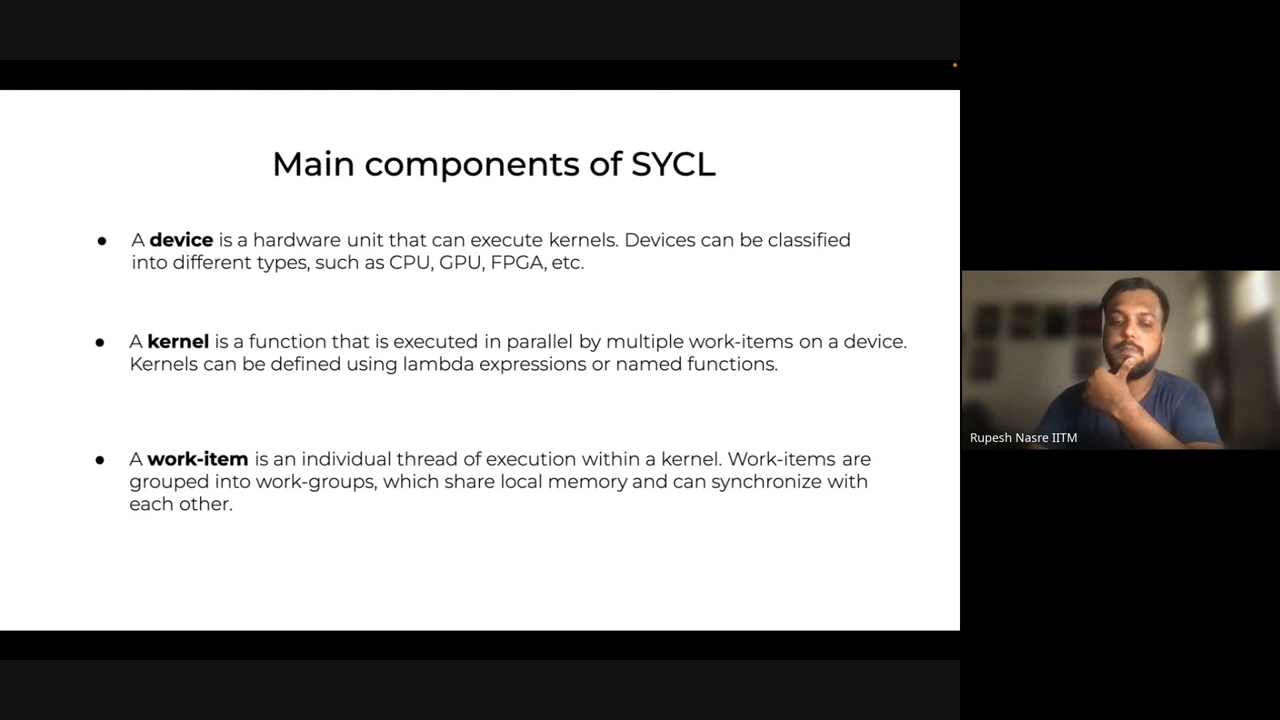 Main components of SYCL
● A device is a hardware unit that can execute kernels. Devices can be classified
into different types, such as CPU, GPU, FPGA, etc.
● A kernel is a function that is executed in parallel by multiple work-items on a device.
Kernels can be defined using lambda expressions or named functions.
● A work-item is an individual thread of execution within a kernel. Work-items are
grouped into work-groups, which share local memory and can synchronize with
each other.
Rupesh Nasre IITM